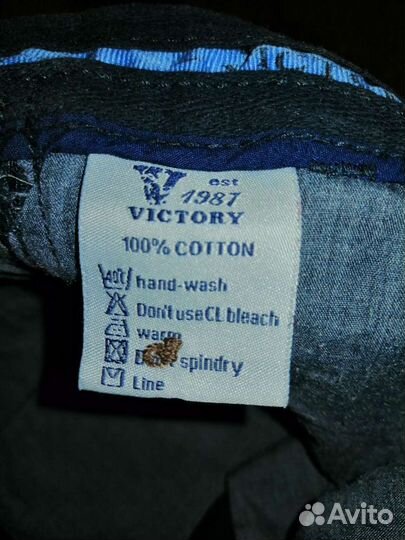 est
1987
VICTORY
100% COTTON
hand-wash
Don't use CL bleach
warm
spindry
Line
Avito